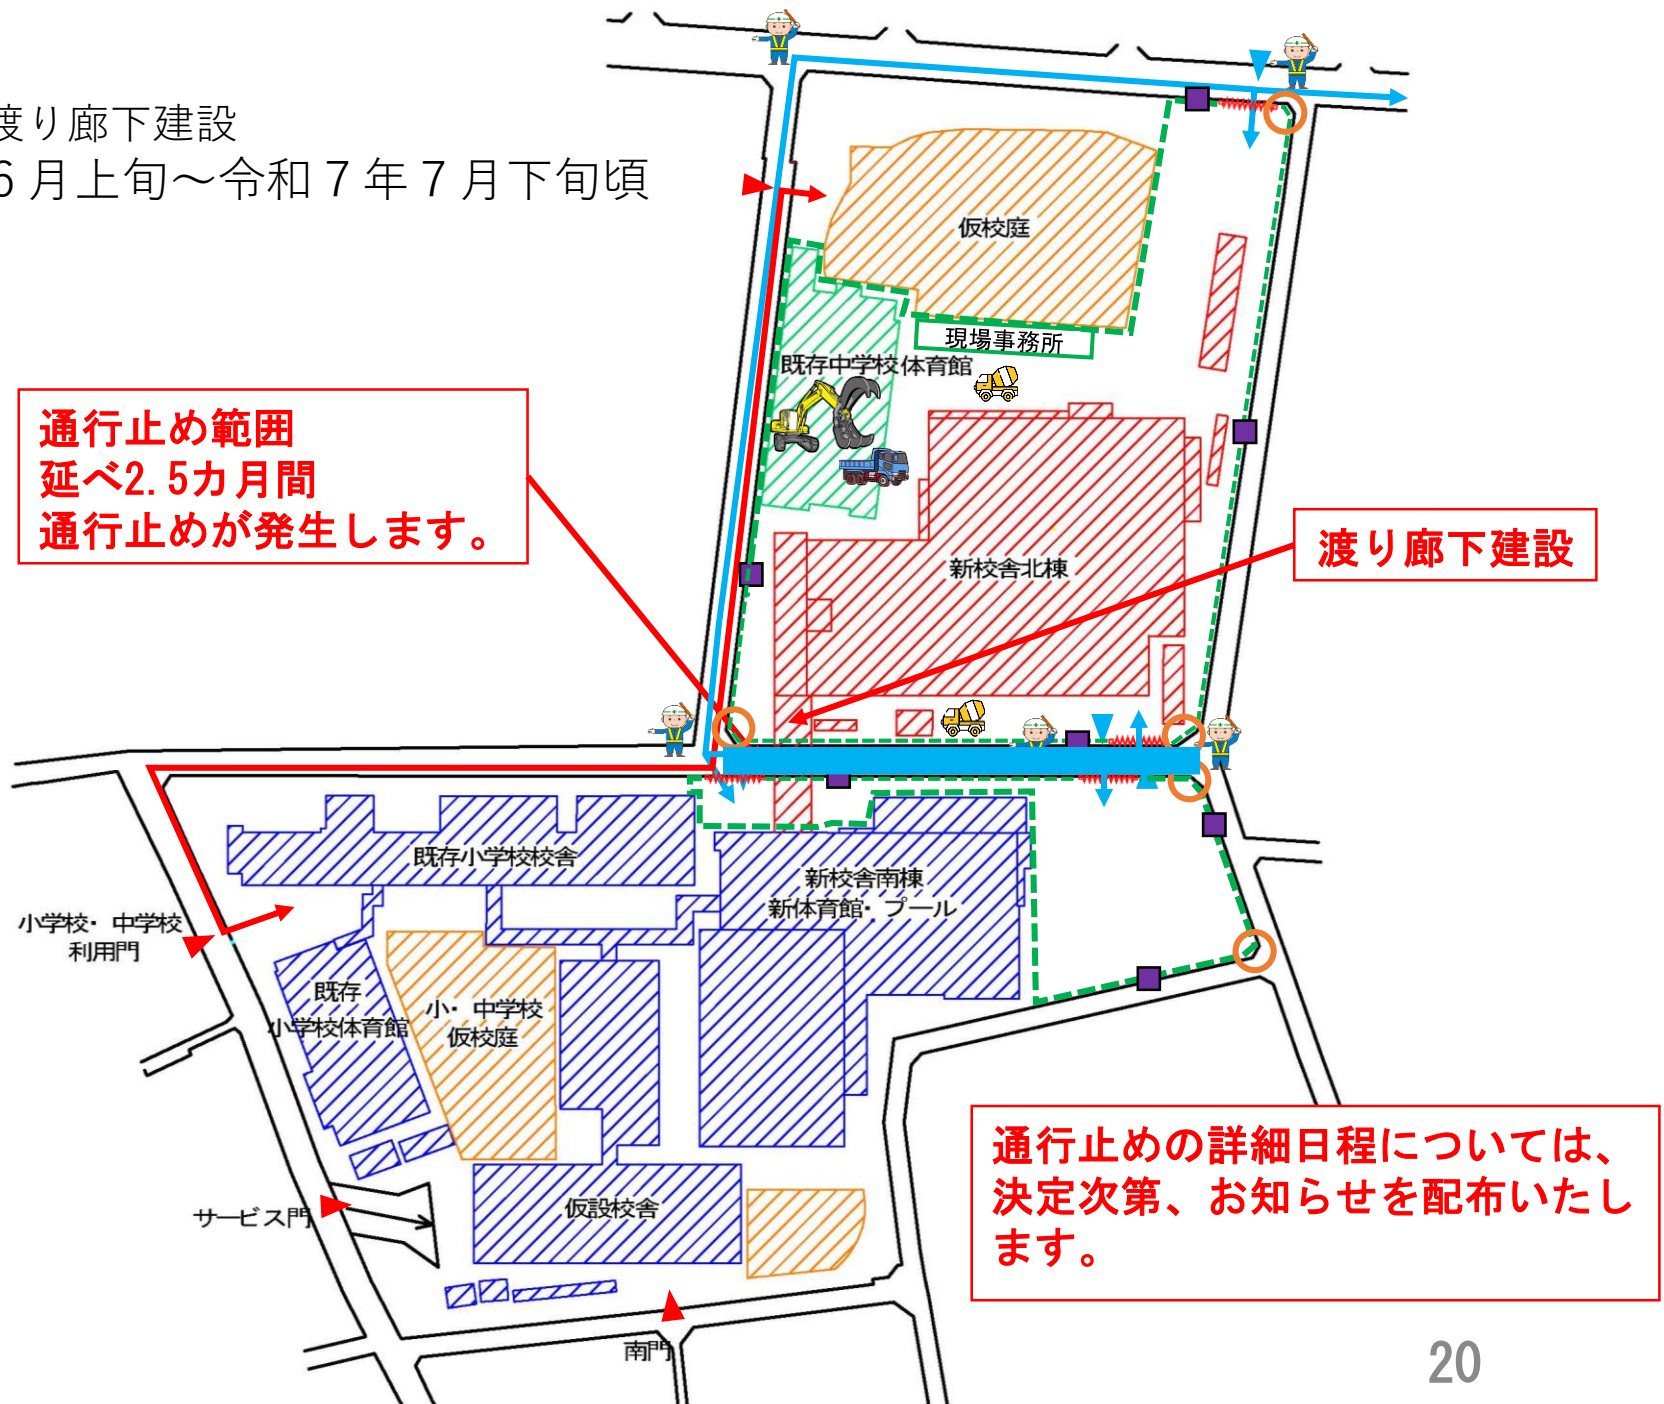 渡り廊下建設
6月上旬～令和７年７月下旬頃
仮校庭
現場事務所
既存中学校体育館
通行止め範囲
延べ2.5カ月間
通行止めが発生します。
渡り廊下建設
新校舎北棟
既存小学校校舎
新校舎南棟
新体育館・プール
小学校・中学校
利用門
既存
小学校体育館
小・中学校
仮校庭
通行止めの詳細日程については、
決定次第、お知らせを配布いたし
ます。
サービス門
仮設校舎
南門
20